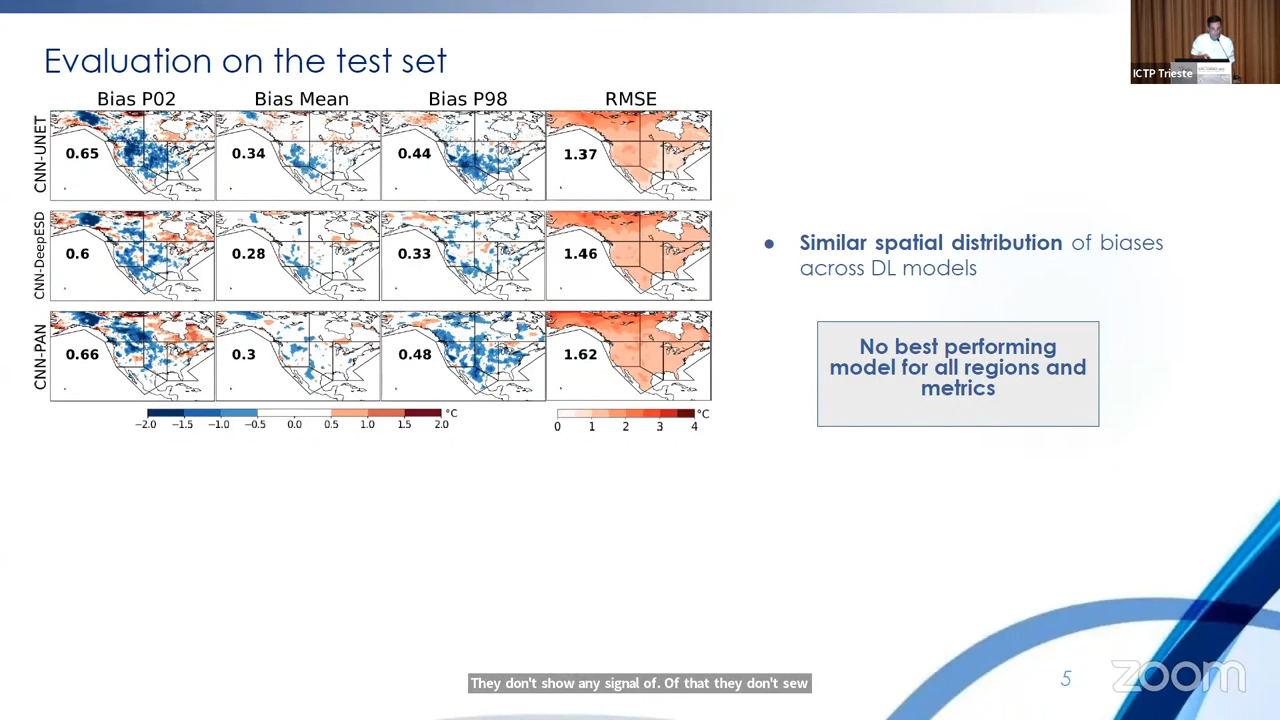 ICTP Trieste
Evaluation on the test set
Bias P02 Bias Mean Bias P98 RMSE
CNN-UNET
0.65 0.34 0.44 1.37
CNN-DeepESD
0.6 0.28 0.33 1.46
CNN-PAN
0.66 0.3 0.48 1.62
−2.0 −1.5 −1.0 −0.5 0.0 0.5 1.0 1.5 2.0 °C
0 1 2 3 4 °C
● Similar spatial distribution of biases
across DL models
No best performing
model for all regions and
metrics
They don't show any signal of. Of that they don't sew
5
zoom